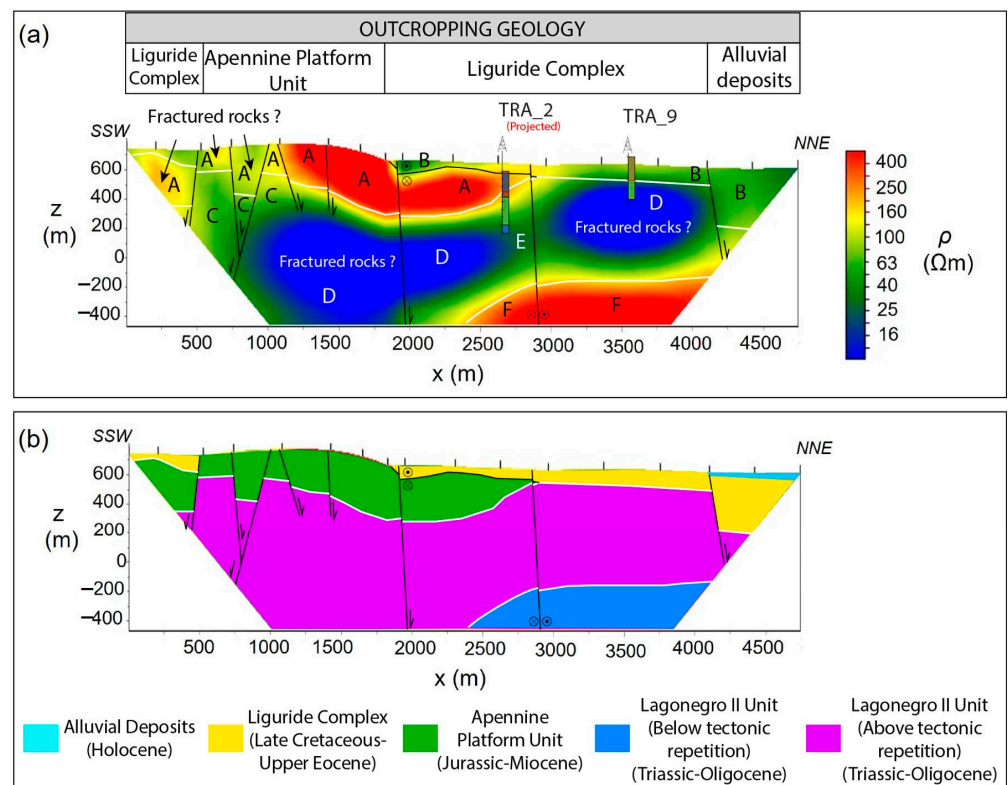 (a)
OUTCROPPING GEOLOGY
Liguride
Complex
Apennine Platform
Unit
Liguride Complex
Alluvial
deposits
Fractured rocks ?
SSW
TRA_2
(Projected)
TRA_9
NNE
A
A
A
A
A
A
A
A
B
B
B
C
C
C
D
D
D
Fractured rocks ?
Fractured rocks ?
D
E
F
F
z
(m)
600
400
200
0
−200
−400
500
1000
1500
2000
2500
3000
3500
4000
4500
x (m)
400
260
160
100
63
40
25
16
ρ
(Ωm)
(b)
SSW
NNE
z
(m)
600
400
200
0
−200
−400
500
1000
1500
2000
2500
3000
3500
4000
4500
x (m)
Alluvial Deposits
(Holocene)
Liguride Complex
(Late Cretaceous-
Upper Eocene)
Apennine
Platform Unit
(Jurassic-Miocene)
Lagonegro II Unit
(Below tectonic
repetition)
(Triassic-Oligocene)
Lagonegro II Unit
(Above tectonic
repetition)
(Triassic-Oligocene)